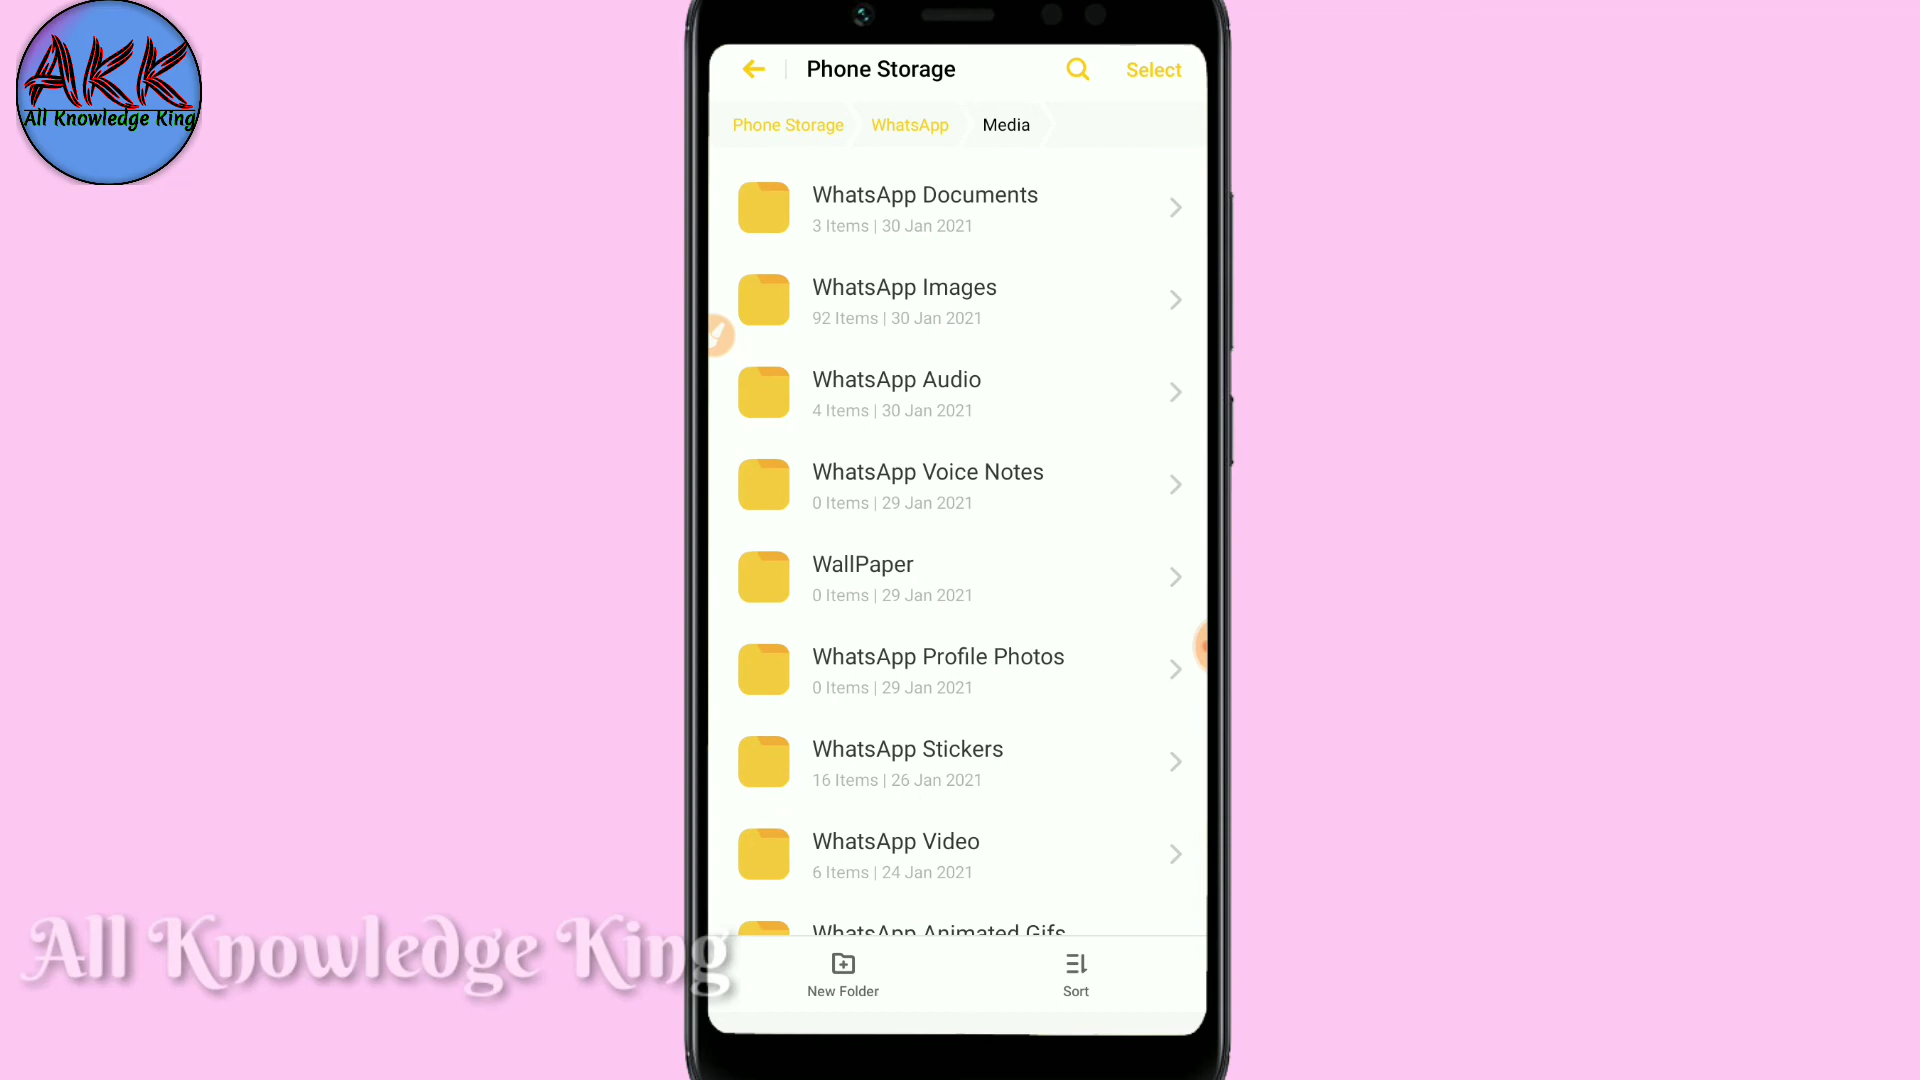 AKK
All Knowledge King
Phone Storage
Select
Phone Storage
WhatsApp
Media
WhatsApp Documents
3 Items | 30 Jan 2021
WhatsApp Images
92 Items | 30 Jan 2021
WhatsApp Audio
4 Items | 30 Jan 2021
WhatsApp Voice Notes
0 Items | 29 Jan 2021
WallPaper
0 Items | 29 Jan 2021
WhatsApp Profile Photos
0 Items | 29 Jan 2021
WhatsApp Stickers
16 Items | 26 Jan 2021
WhatsApp Video
6 Items | 24 Jan 2021
WhatsApp Animated Gifs
All Knowledge King
New Folder
Sort